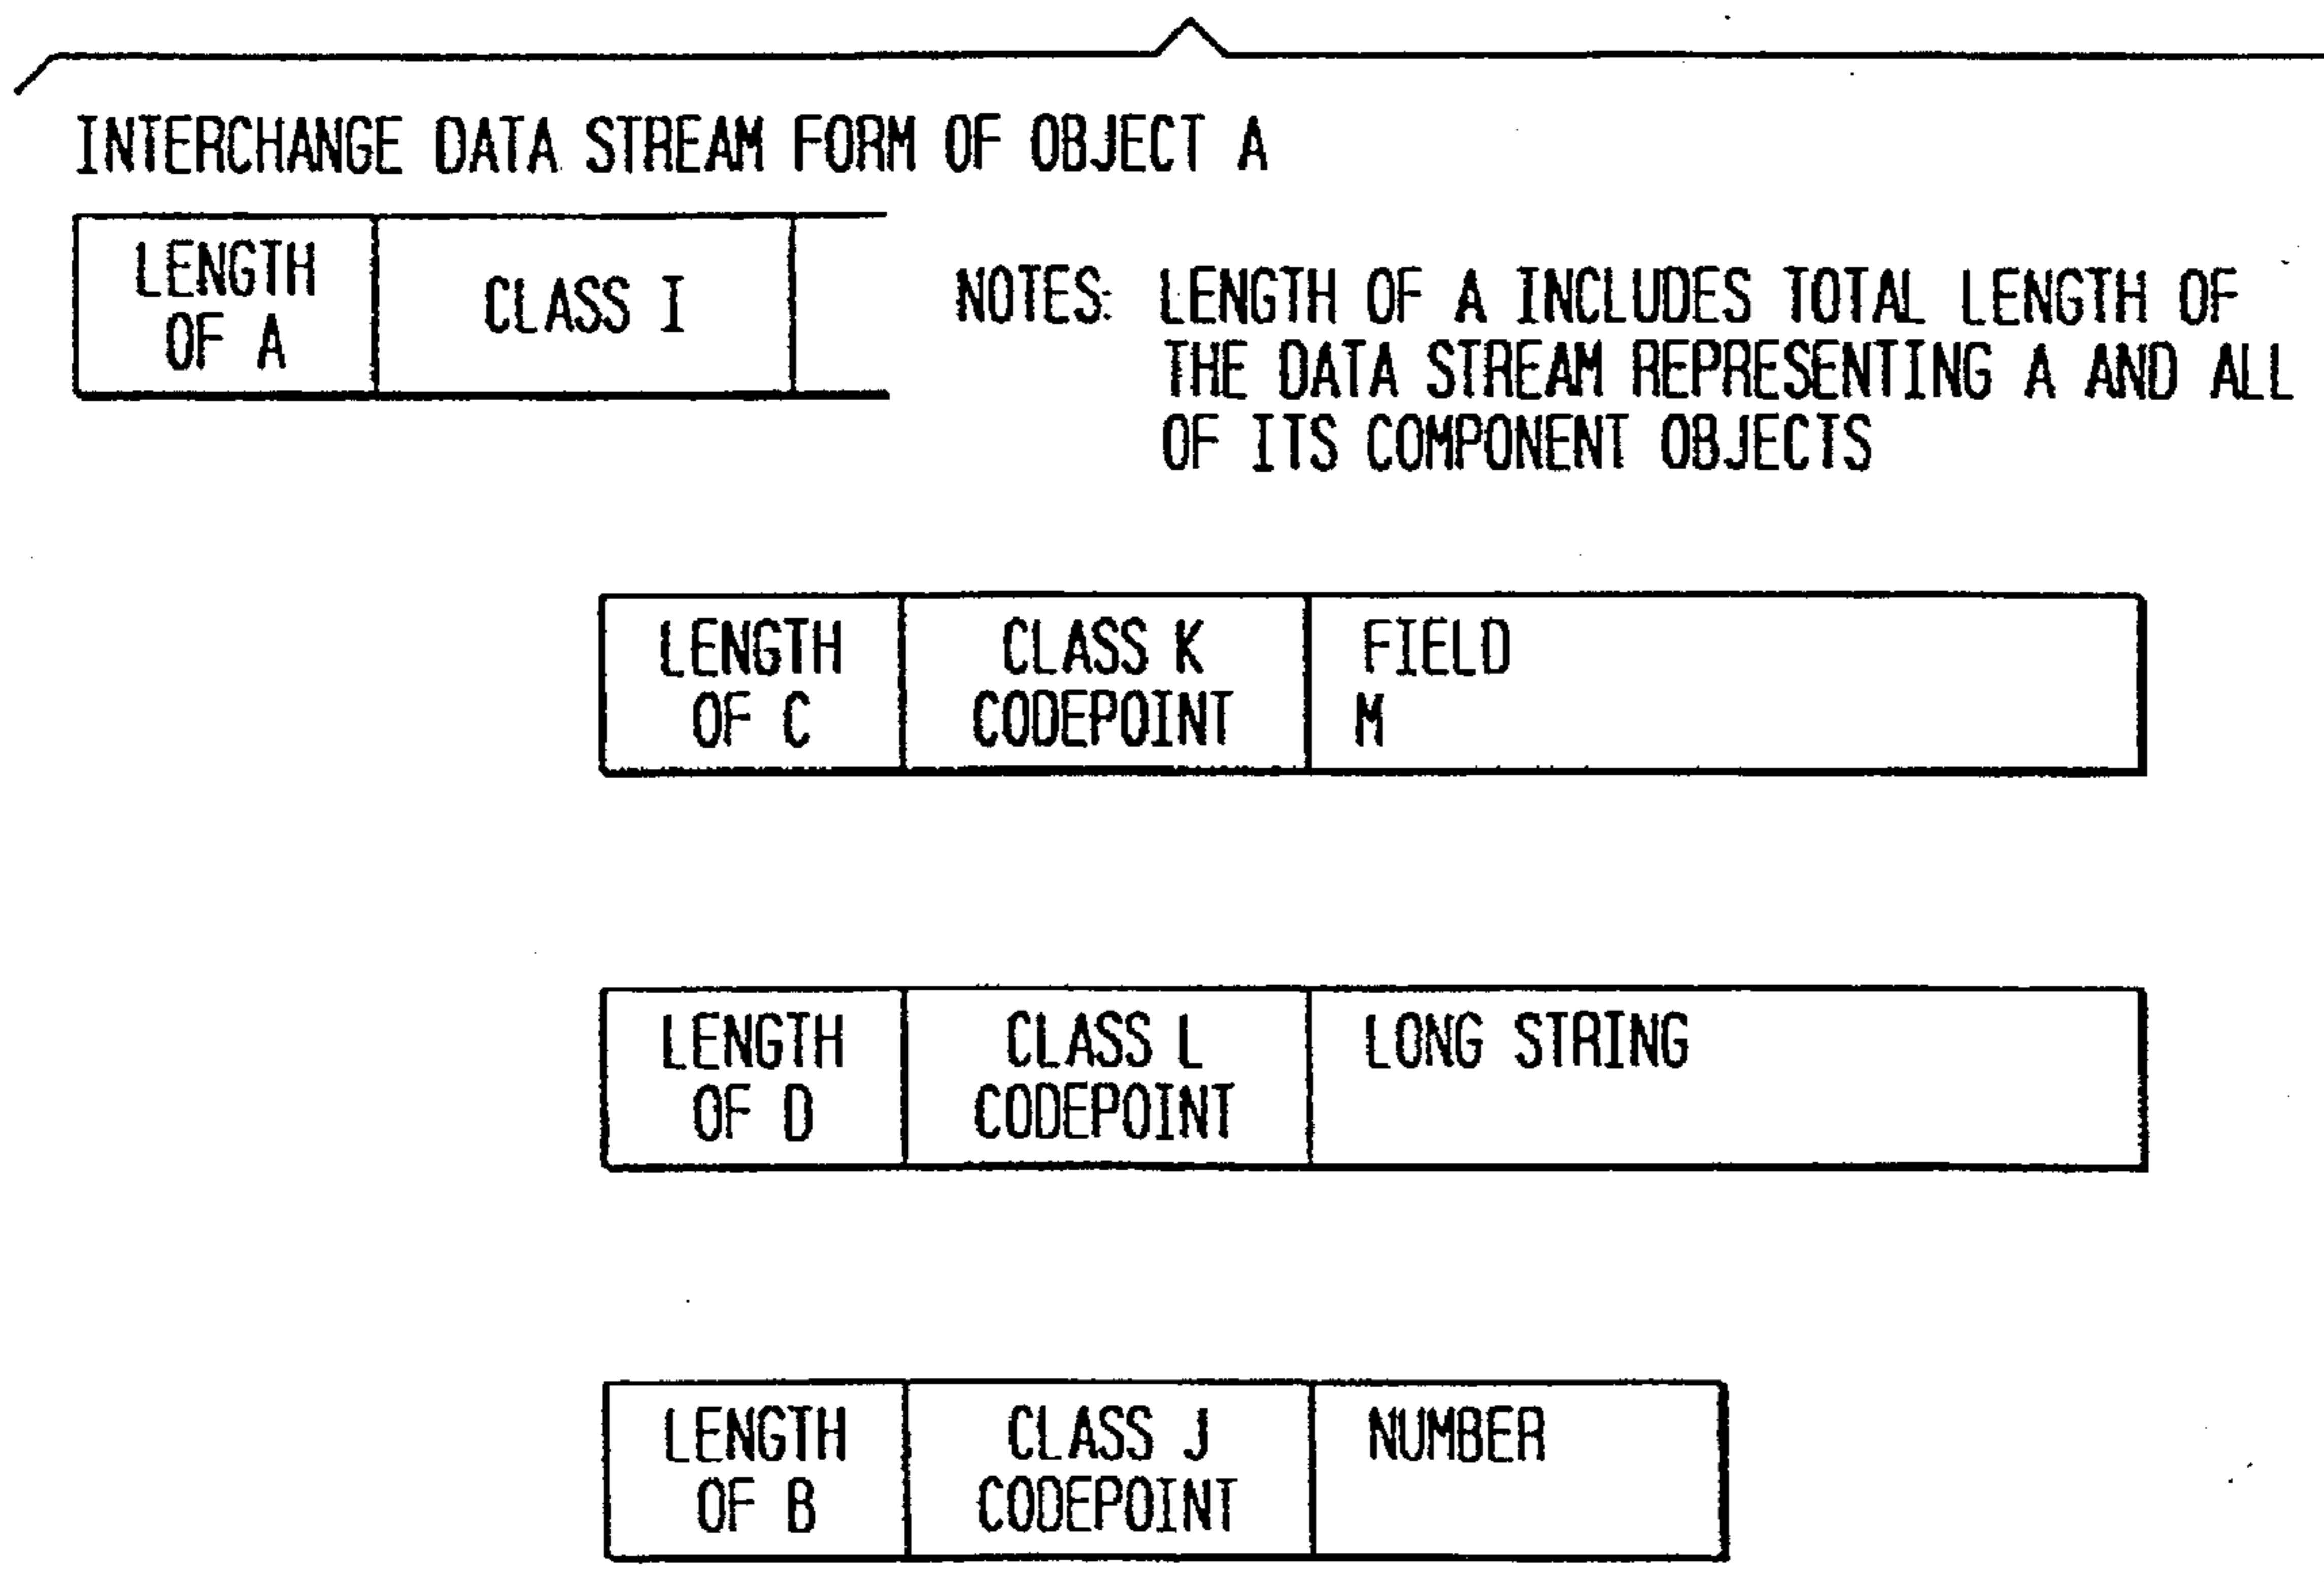 INTERCHANGE DATA STREAM FORM OF OBJECT A
LENGTH
OF A
CLASS I
NOTES: LENGTH OF A INCLUDES TOTAL LENGTH OF
THE DATA STREAM REPRESENTING A AND ALL
OF ITS COMPONENT OBJECTS
LENGTH
OF C
CLASS K
CODEPOINT
FIELD
M
LENGTH
OF D
CLASS L
CODEPOINT
LONG STRING
LENGTH
OF B
CLASS J
CODEPOINT
NUMBER